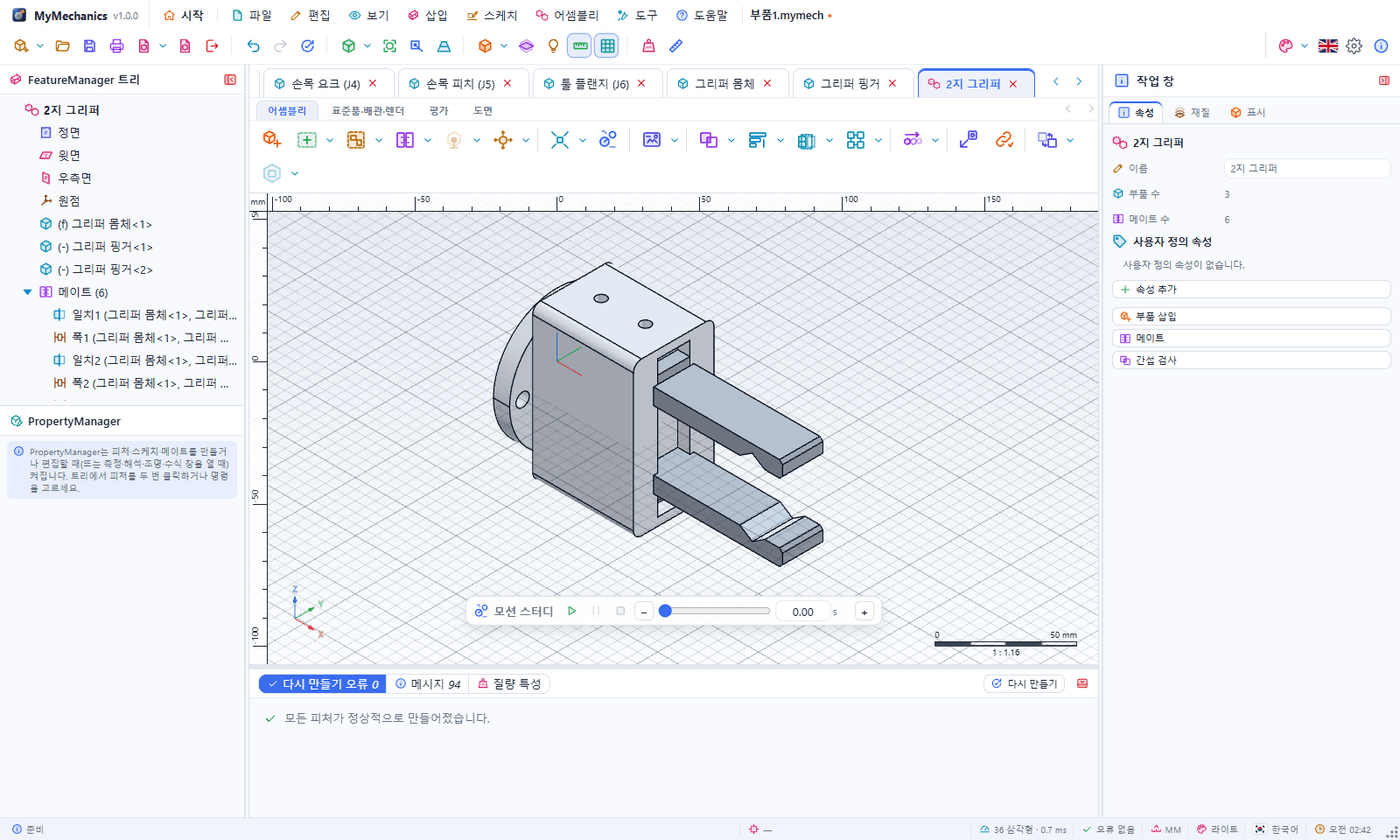 MyMechanics v1.0.0
시작
파일
편집
보기
삽입
스케치
어셈블리
도구
도움말
부품1.mymech
FeatureManager 트리
2지 그리퍼
정면
윗면
우측면
원점
(f) 그리퍼 몸체<1>
(-) 그리퍼 핑거<1>
(-) 그리퍼 핑거<2>
메이트 (6)
일치1 (그리퍼 몸체<1>, 그리퍼...
폭1 (그리퍼 몸체<1>, 그리퍼 ...
일치2 (그리퍼 몸체<1>, 그리퍼...
폭2 (그리퍼 몸체<1>, 그리퍼 ...
PropertyManager
PropertyManager는 피처·스케치·메이트를 만들거
나 편집할 때(또는 측정·해석·조명·수식 창을 열 때)
켜집니다. 트리에서 피처를 두 번 클릭하거나 명령
을 고르세요.
손목 요크 (J4)
손목 피치 (J5)
툴 플랜지 (J6)
그리퍼 몸체
그리퍼 핑거
2지 그리퍼
어셈블리
표준품·배관·렌더
평가
도면
mm
-100
-50
0
50
100
150
0
-50
-100
Z
Y
X
모션 스터디
0.00
s
0
50 mm
1 : 1.16
다시 만들기 오류 0
메시지 94
질량 특성
다시 만들기
모든 피처가 정상적으로 만들어졌습니다.
작업 창
속성
재질
표시
2지 그리퍼
이름
2지 그리퍼
부품 수
3
메이트 수
6
사용자 정의 속성
사용자 정의 속성이 없습니다.
속성 추가
부품 삽입
메이트
간섭 검사
준비
—
36 삼각형 · 0.7 ms
오류 없음
MM
라이트
한국어
오전 02:42